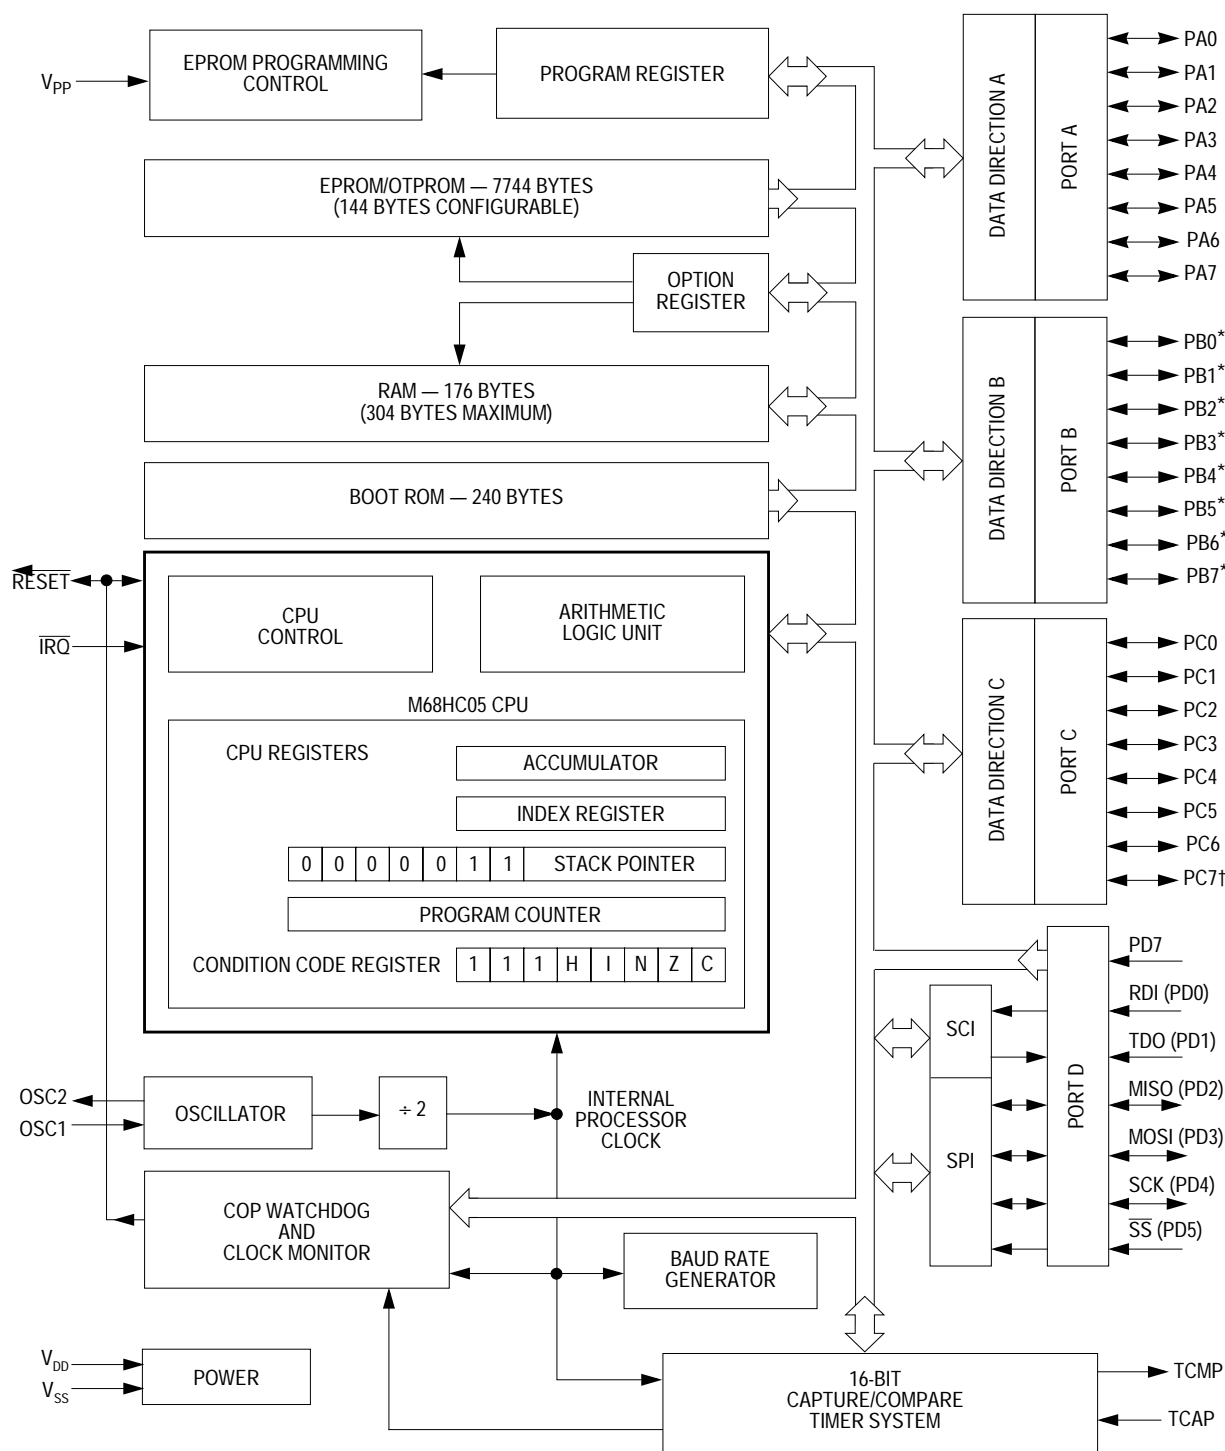 V_PP
EPROM PROGRAMMING
CONTROL
PROGRAM REGISTER
EPROM/OTPROM — 7744 BYTES
(144 BYTES CONFIGURABLE)
OPTION
REGISTER
RAM — 176 BYTES
(304 BYTES MAXIMUM)
BOOT ROM — 240 BYTES
RESET
IRQ
CPU
CONTROL
ARITHMETIC
LOGIC UNIT
M68HC05 CPU
CPU REGISTERS
ACCUMULATOR
INDEX REGISTER
0 0 0 0 0 1 1 STACK POINTER
PROGRAM COUNTER
CONDITION CODE REGISTER 1 1 1 H I N Z C
OSC2
OSC1
OSCILLATOR
÷ 2
INTERNAL
PROCESSOR
CLOCK
COP WATCHDOG
AND
CLOCK MONITOR
BAUD RATE
GENERATOR
V_DD
V_SS
POWER
16-BIT
CAPTURE/COMPARE
TIMER SYSTEM
TCMP
TCAP
DATA DIRECTION A
PORT A
PA0
PA1
PA2
PA3
PA4
PA5
PA6
PA7
DATA DIRECTION B
PORT B
PB0*
PB1*
PB2*
PB3*
PB4*
PB5*
PB6*
PB7*
DATA DIRECTION C
PORT C
PC0
PC1
PC2
PC3
PC4
PC5
PC6
PC7†
SCI
SPI
PORT D
PD7
RDI (PD0)
TDO (PD1)
MISO (PD2)
MOSI (PD3)
SCK (PD4)
SS (PD5)